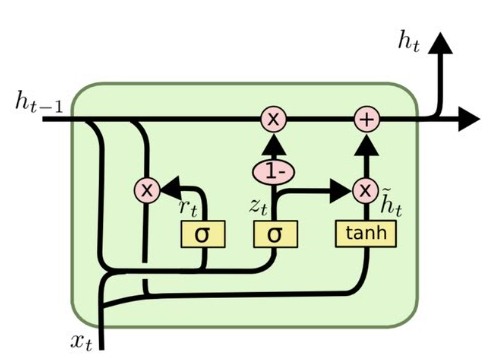 h_t
h_{t-1}
x
+
1-
x
r_t
z_t
x
h̃_t
σ
σ
tanh
x_t